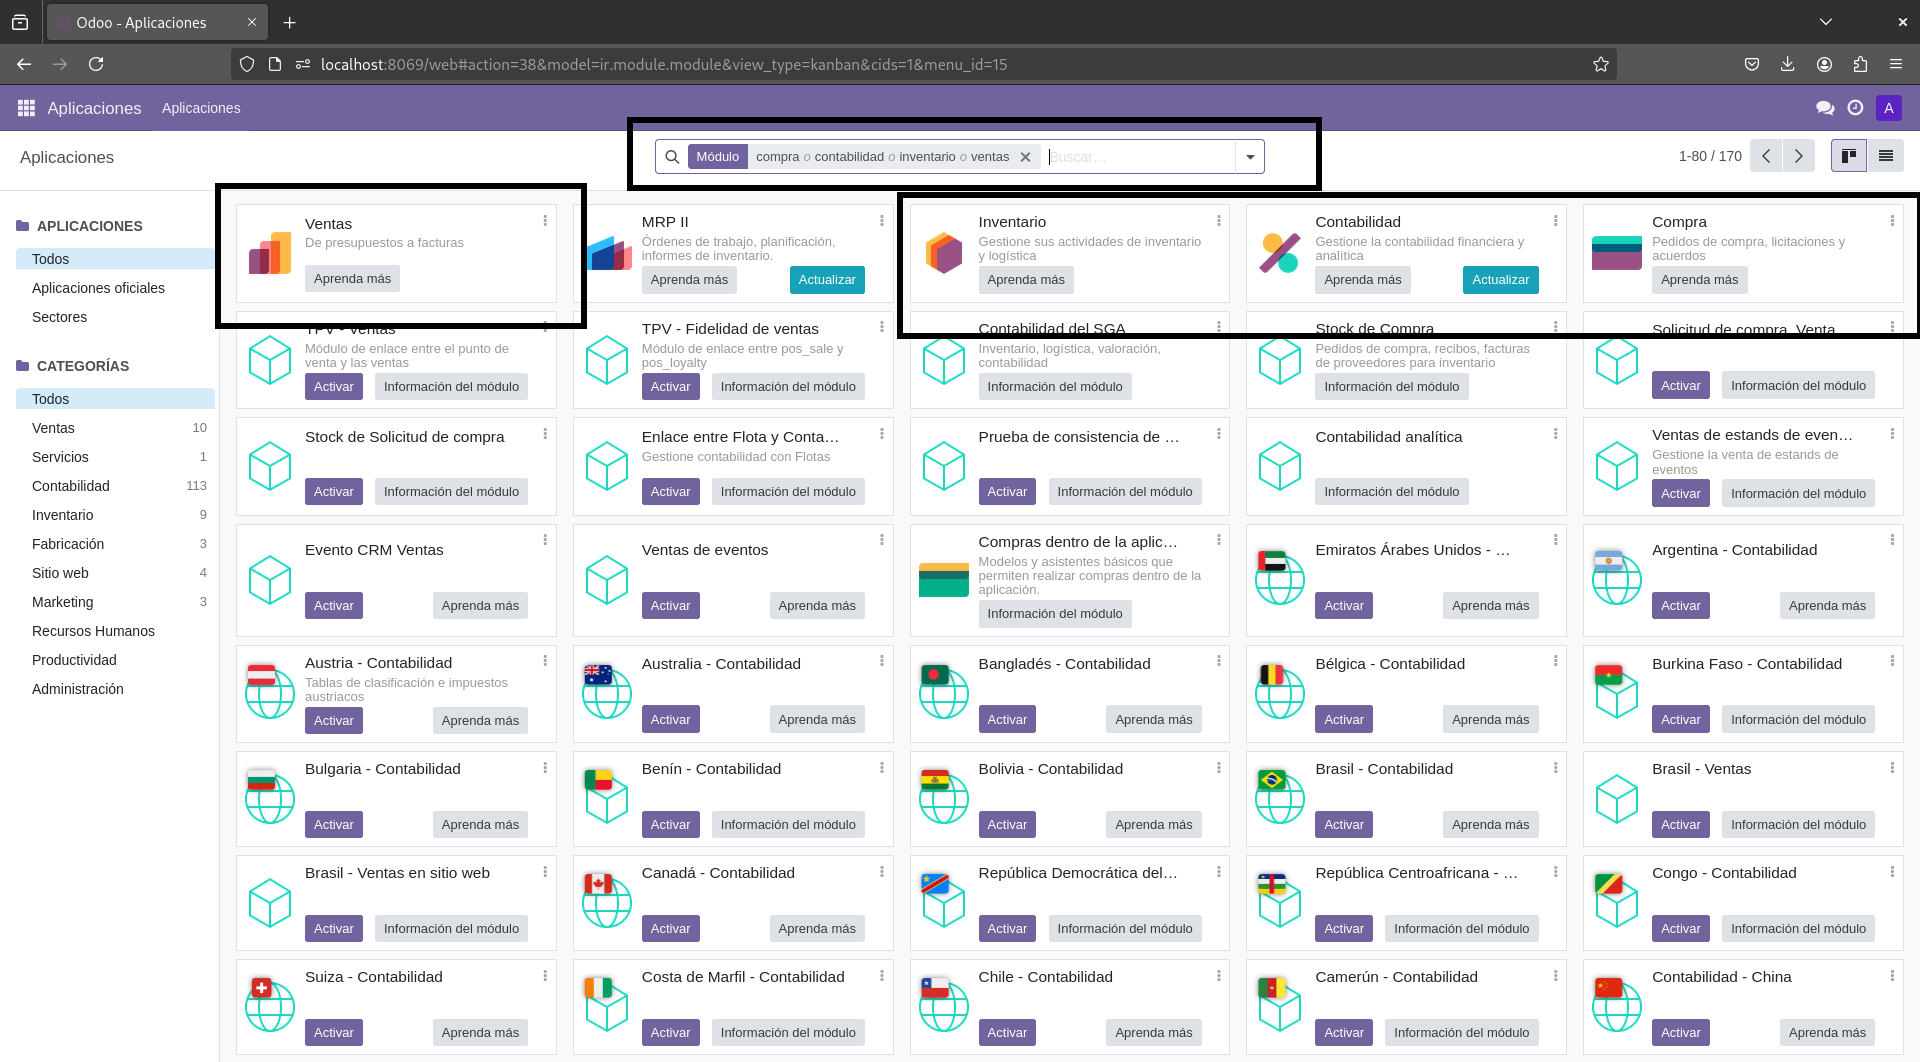 Odoo - Aplicaciones
localhost:8069/web#action=38&model=ir.module.module&view_type=kanban&cids=1&menu_id=15
Aplicaciones
Aplicaciones
A
Aplicaciones
Módulo
compra o contabilidad o inventario o ventas
Buscar...
1-80 / 170
APLICACIONES
Todos
Aplicaciones oficiales
Sectores
CATEGORÍAS
Todos
Ventas 10
Servicios 1
Contabilidad 113
Inventario 9
Fabricación 3
Sitio web 4
Marketing 3
Recursos Humanos
Productividad
Administración
Ventas
De presupuestos a facturas
Aprenda más
MRP II
Órdenes de trabajo, planificación,
informes de inventario.
Aprenda más Actualizar
Inventario
Gestione sus actividades de inventario
y logística
Aprenda más
Contabilidad
Gestione la contabilidad financiera y
analítica
Aprenda más Actualizar
Compra
Pedidos de compra, licitaciones y
acuerdos
Aprenda más
TPV - Ventas
Módulo de enlace entre el punto de
venta y las ventas
Activar Información del módulo
TPV - Fidelidad de ventas
Módulo de enlace entre pos_sale y
pos_loyalty
Activar Información del módulo
Contabilidad del SGA
Inventario, logística, valoración,
contabilidad
Información del módulo
Stock de Compra
Pedidos de compra, recibos, facturas
de proveedores para inventario
Información del módulo
Solicitud de compra, Venta
Activar Información del módulo
Stock de Solicitud de compra
Activar Información del módulo
Enlace entre Flota y Conta...
Gestione contabilidad con Flotas
Activar Información del módulo
Prueba de consistencia de ...
Activar Información del módulo
Contabilidad analítica
Información del módulo
Ventas de estands de even...
Gestione la venta de estands de
eventos
Activar Información del módulo
Evento CRM Ventas
Activar Aprenda más
Ventas de eventos
Activar Aprenda más
Compras dentro de la aplic...
Modelos y asistentes básicos que
permiten realizar compras dentro de la
aplicación.
Información del módulo
Emiratos Árabes Unidos - ...
Activar Aprenda más
Argentina - Contabilidad
Activar Aprenda más
Austria - Contabilidad
Tablas de clasificación e impuestos
austriacos
Activar Aprenda más
Australia - Contabilidad
Activar Aprenda más
Bangladés - Contabilidad
Activar Aprenda más
Bélgica - Contabilidad
Activar Aprenda más
Burkina Faso - Contabilidad
Activar Información del módulo
Bulgaria - Contabilidad
Activar Aprenda más
Benín - Contabilidad
Activar Información del módulo
Bolivia - Contabilidad
Activar Aprenda más
Brasil - Contabilidad
Activar Aprenda más
Brasil - Ventas
Activar Información del módulo
Brasil - Ventas en sitio web
Activar Información del módulo
Canadá - Contabilidad
Activar Aprenda más
República Democrática del...
Activar Información del módulo
República Centroafricana - ...
Activar Información del módulo
Congo - Contabilidad
Activar Información del módulo
Suiza - Contabilidad
Activar Aprenda más
Costa de Marfil - Contabilidad
Activar Información del módulo
Chile - Contabilidad
Activar Aprenda más
Camerún - Contabilidad
Activar Información del módulo
Contabilidad - China
Activar Aprenda más